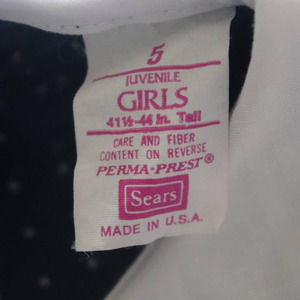 5
JUVENILE
GIRLS
41½-44 in. Tall
CARE AND FIBER
CONTENT ON REVERSE
PERMA-PREST®
Sears
MADE IN U.S.A.